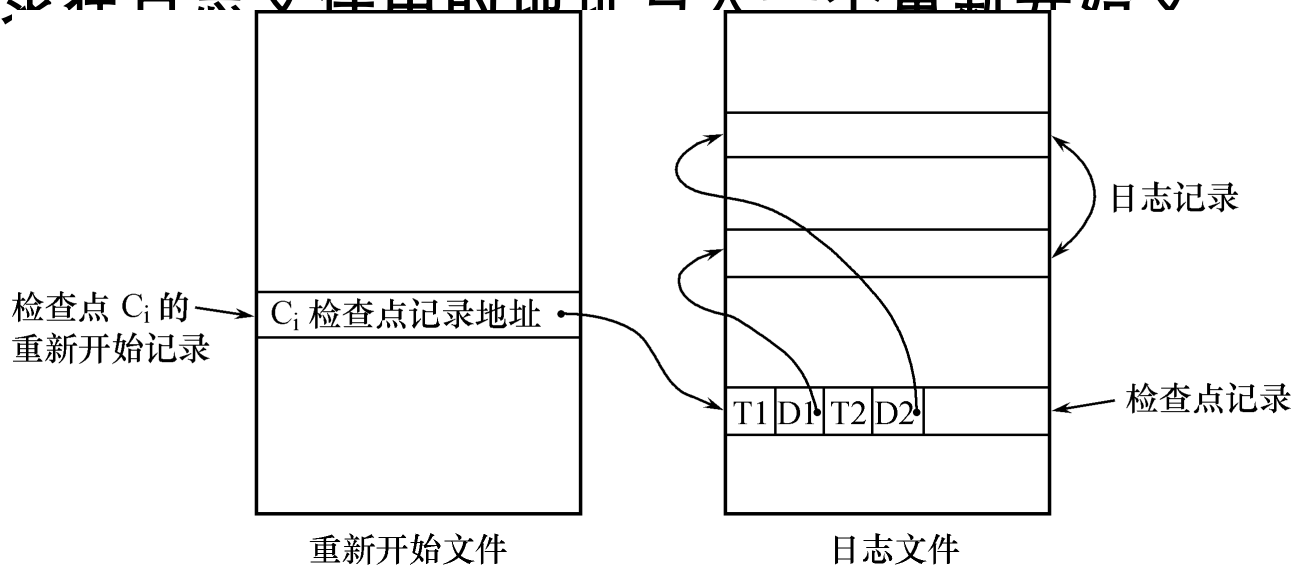 日志记录
检查点 Ci 的
重新开始记录
Ci 检查点记录地址
T1 D1 T2 D2
检查点记录
重新开始文件
日志文件